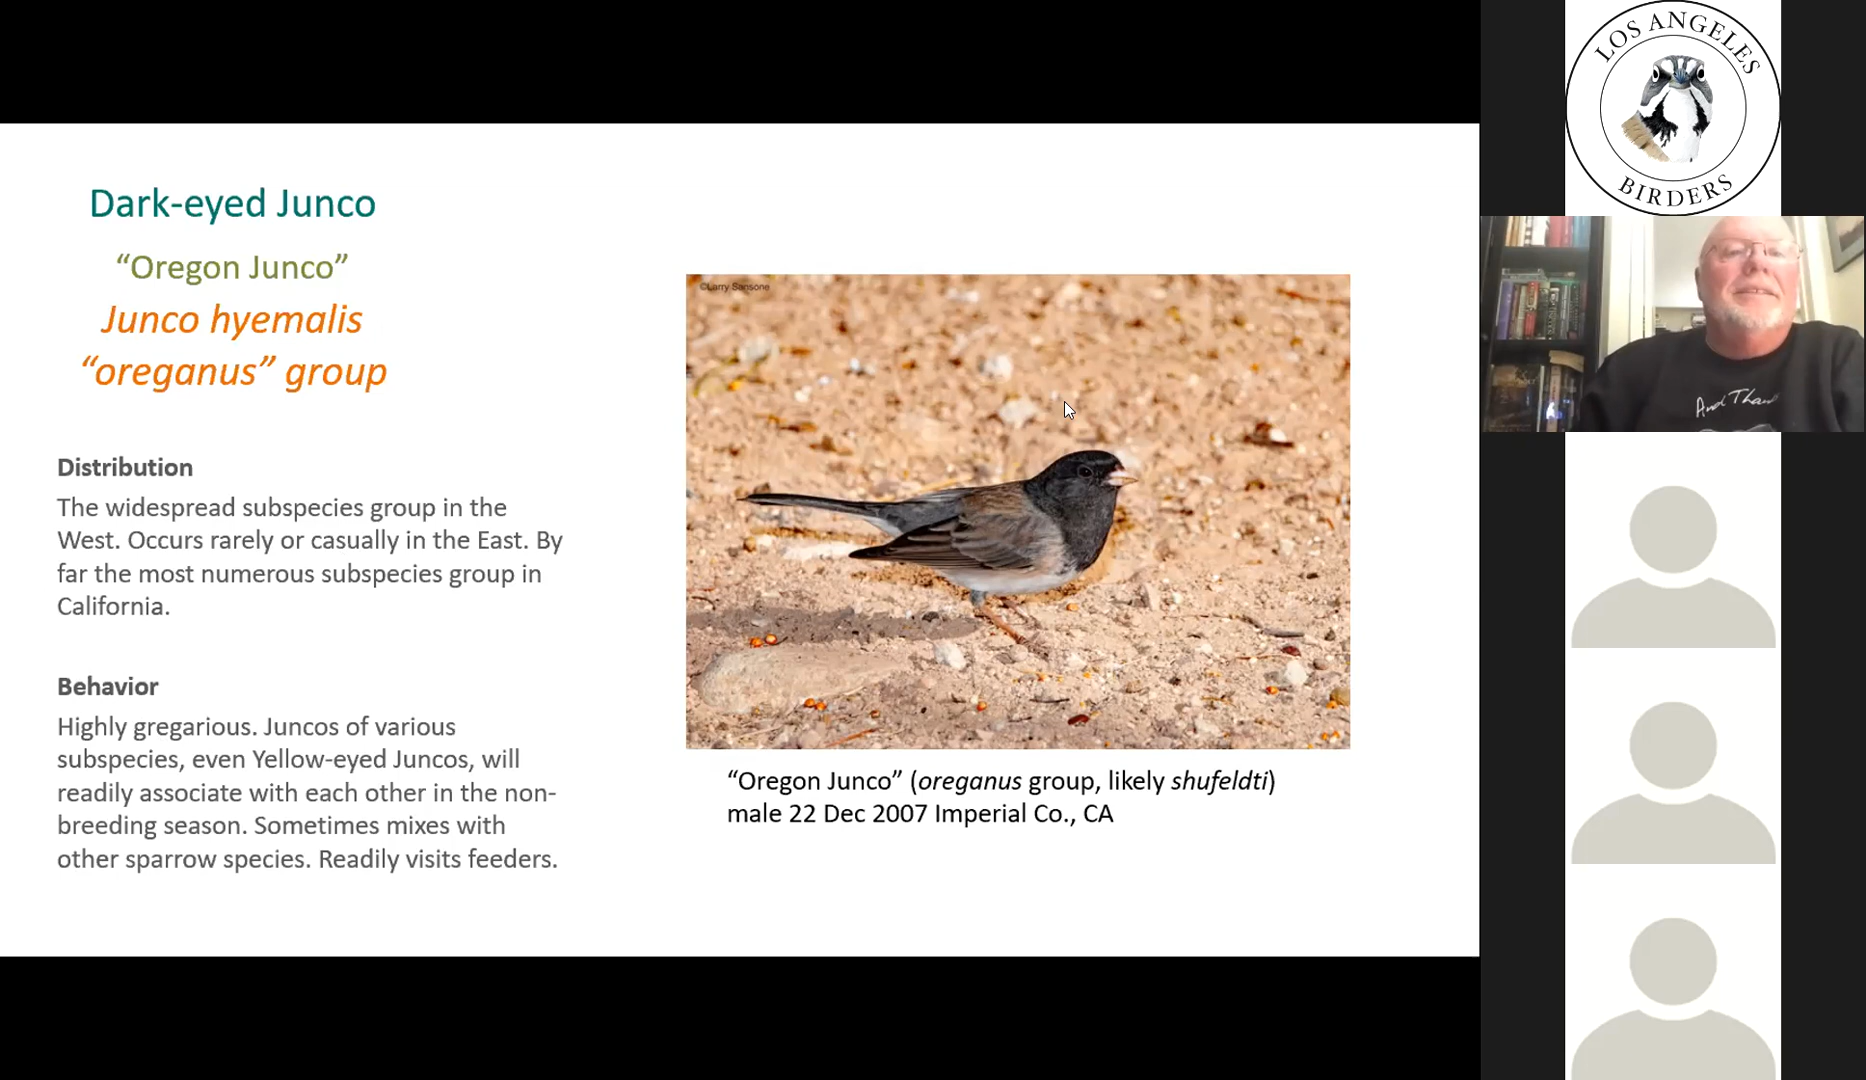 Dark-eyed Junco
“Oregon Junco”
Junco hyemalis
“oreganus” group
Distribution
The widespread subspecies group in the
West. Occurs rarely or casually in the East. By
far the most numerous subspecies group in
California.
Behavior
Highly gregarious. Juncos of various
subspecies, even Yellow-eyed Juncos, will
readily associate with each other in the non-
breeding season. Sometimes mixes with
other sparrow species. Readily visits feeders.
©Larry Sansone
“Oregon Junco” (oreganus group, likely shufeldti)
male 22 Dec 2007 Imperial Co., CA
LOS ANGELES
BIRDERS
And